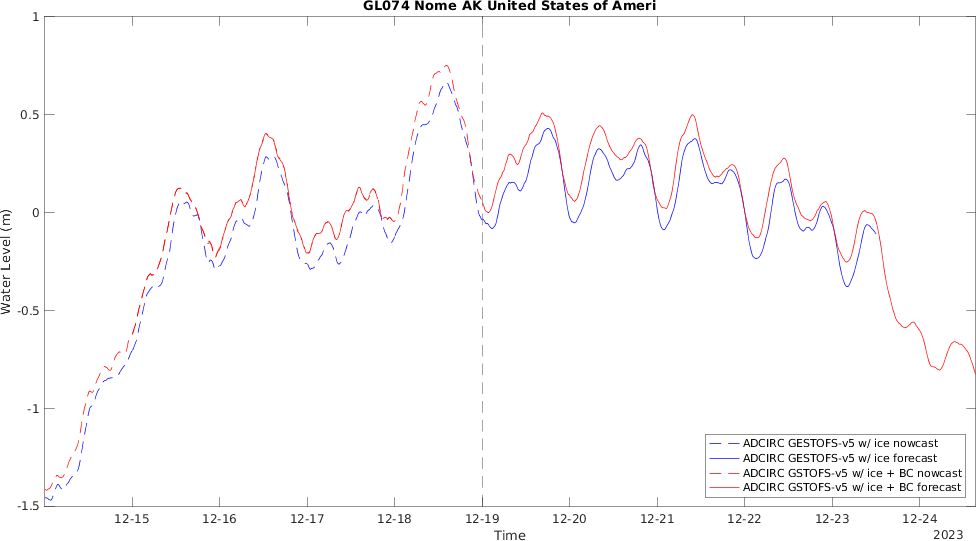 GL074 Nome AK United States of Ameri
1
0.5
0
-0.5
-1
-1.5
Water Level (m)
12-15 12-16 12-17 12-18 12-19 12-20 12-21 12-22 12-23 12-24
Time
2023
ADCIRC GESTOFS-v5 w/ ice nowcast
ADCIRC GESTOFS-v5 w/ ice forecast
ADCIRC GSTOFS-v5 w/ ice + BC nowcast
ADCIRC GSTOFS-v5 w/ ice + BC forecast